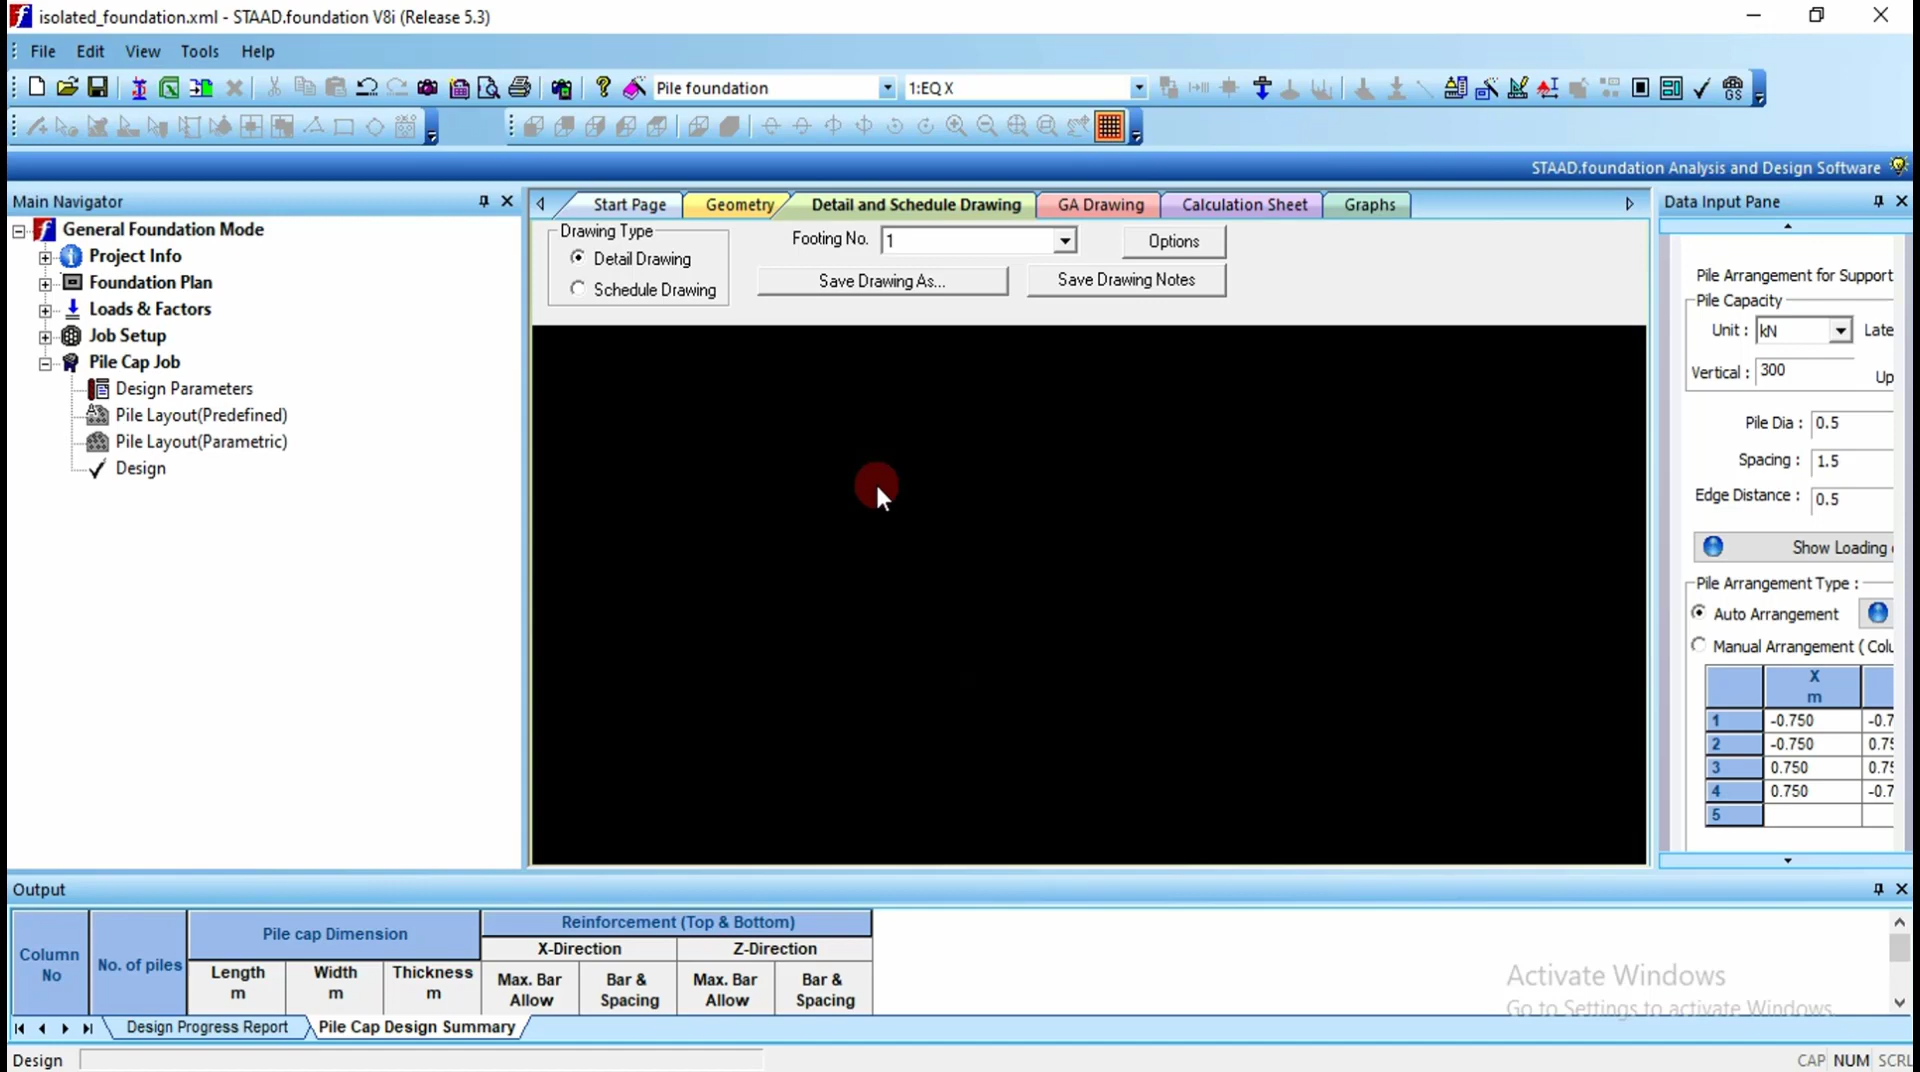 isolated_foundation.xml - STAAD.foundation V8i (Release 5.3)
File Edit View Tools Help
Pile foundation 1:EQ X
GS
STAAD.foundation Analysis and Design Software
Main Navigator
General Foundation Mode
Project Info
Foundation Plan
Loads & Factors
Job Setup
Pile Cap Job
Design Parameters
Pile Layout(Predefined)
Pile Layout(Parametric)
Design
Start Page Geometry Detail and Schedule Drawing GA Drawing Calculation Sheet Graphs
Drawing Type
Detail Drawing
Schedule Drawing
Footing No. 1 Options
Save Drawing As... Save Drawing Notes
Data Input Pane
Pile Arrangement for Support
Pile Capacity
Unit : kN Late
Vertical : 300 Up
Pile Dia : 0.5
Spacing : 1.5
Edge Distance : 0.5
Show Loading
Pile Arrangement Type :
Auto Arrangement
Manual Arrangement ( Colu
X
m
1 -0.750 -0.7
2 -0.750 0.75
3 0.750 0.75
4 0.750 -0.7
5
Output
Column No
No. of piles
Pile cap Dimension
Length m
Width m
Thickness m
Reinforcement (Top & Bottom)
X-Direction Z-Direction
Max. Bar Allow
Bar & Spacing
Max. Bar Allow
Bar & Spacing
Activate Windows
Go to Settings to activate Windows.
Design Progress Report Pile Cap Design Summary
Design
CAP NUM SCRL